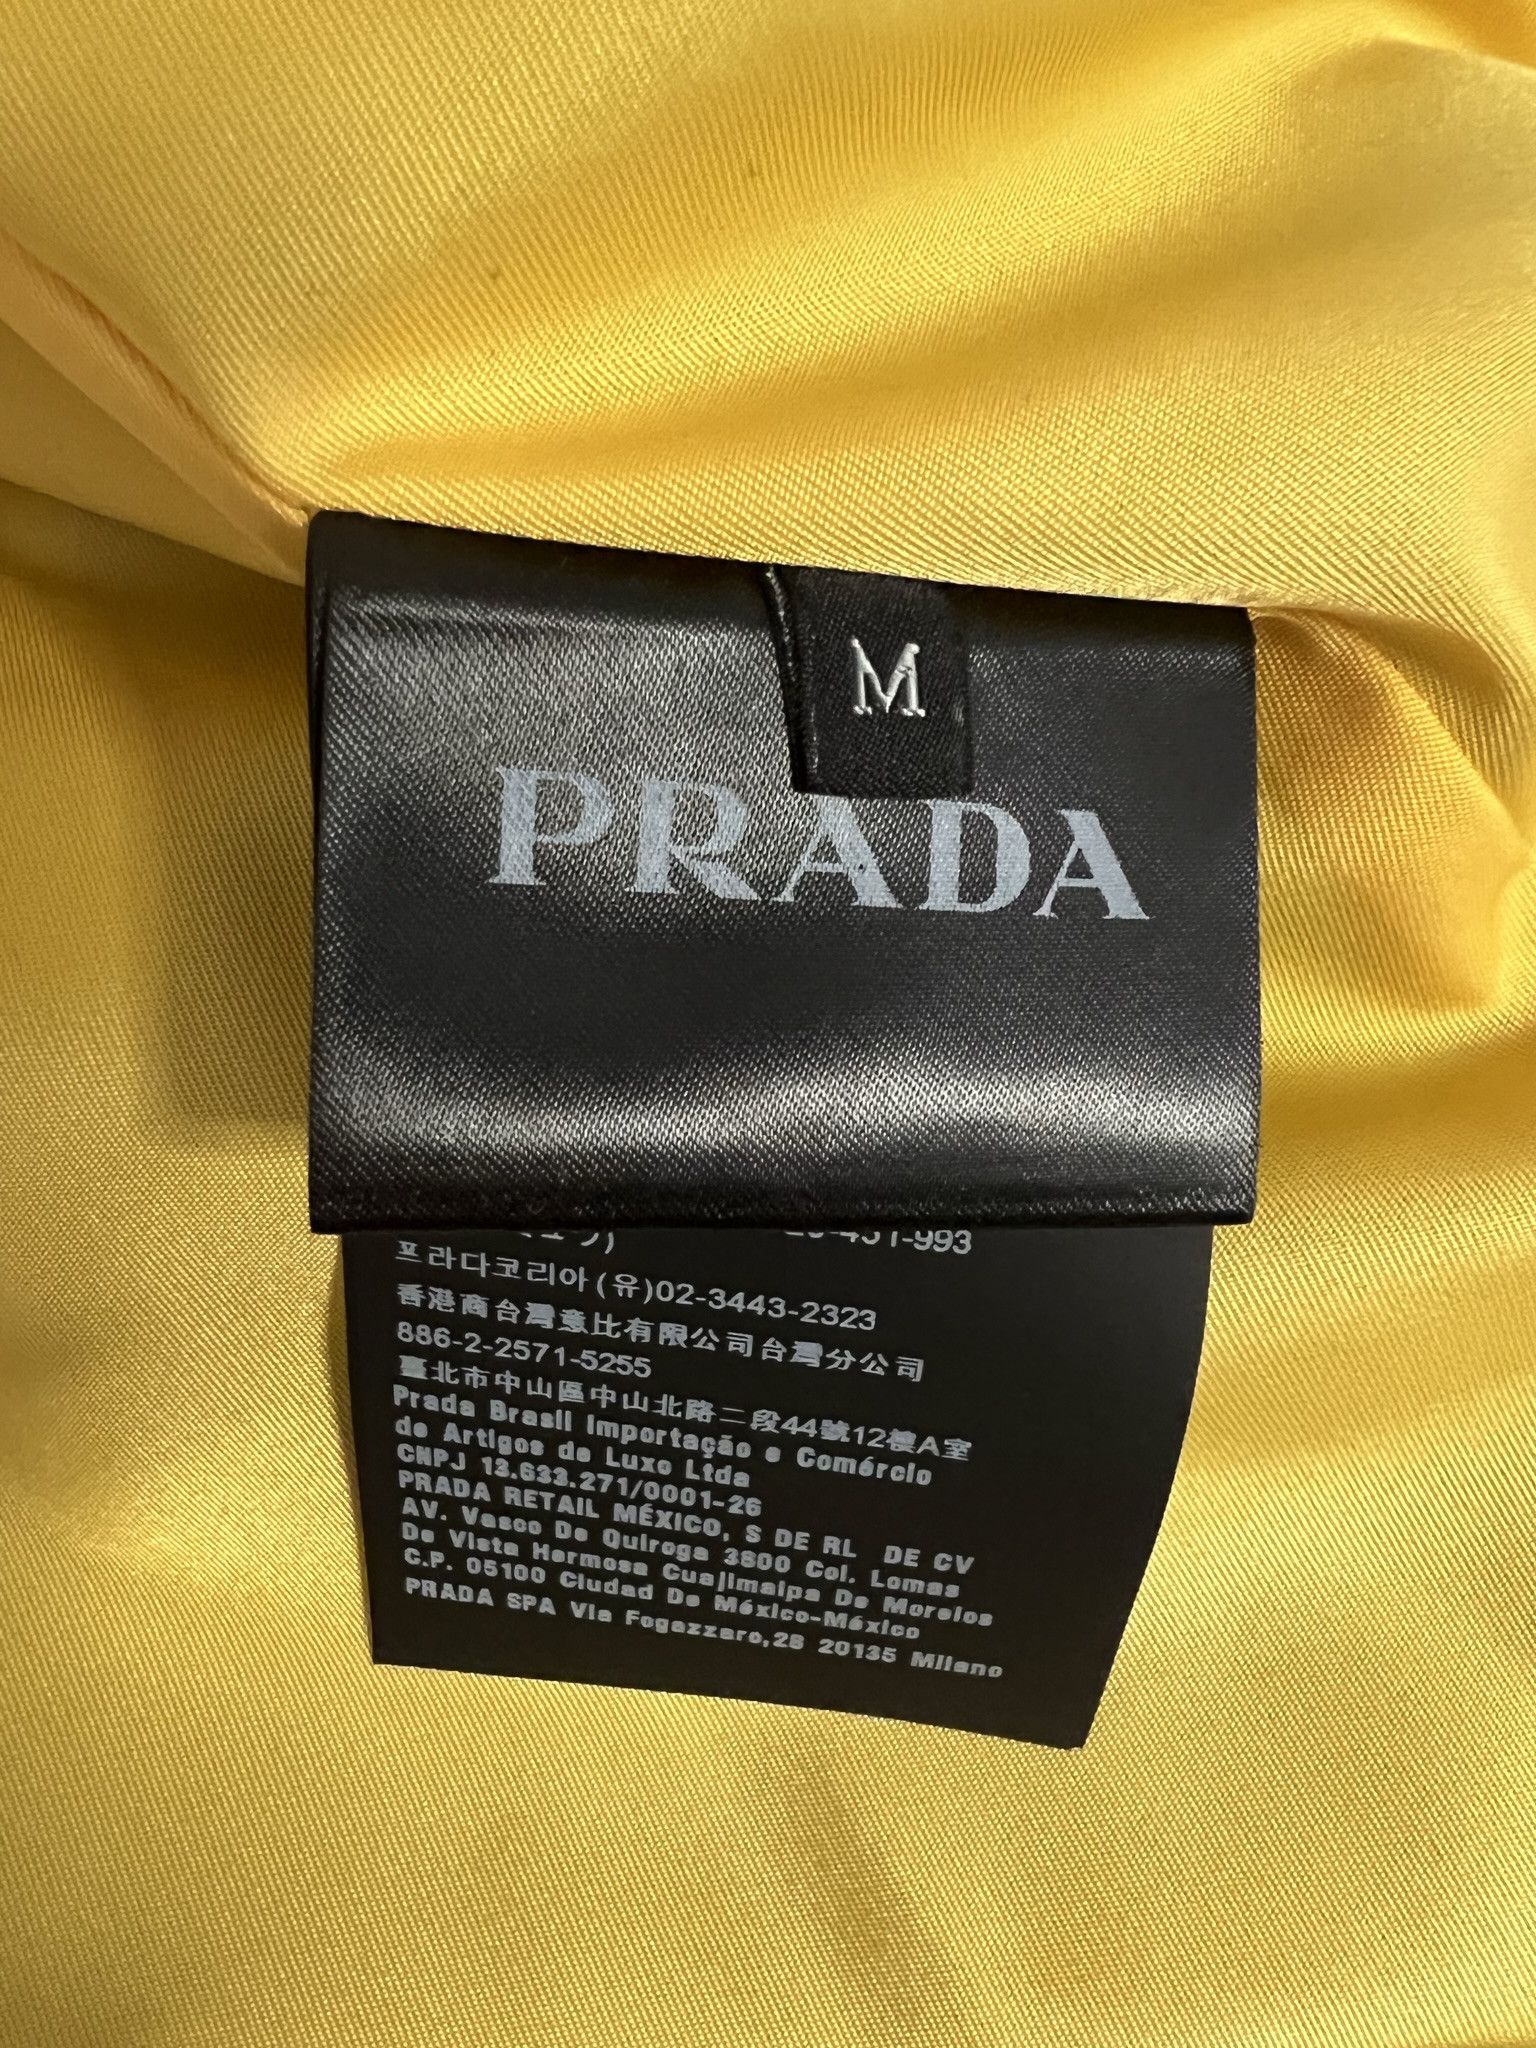 M
PRADA
-993
프라다코리아(유)02-3443-2323
香港商台灣意比有限公司台灣分公司
886-2-2571-5255
臺北市中山區中山北路二段44號12樓A室
Prada Brasil Importação e Comércio
de Artigos de Luxo Ltda
CNPJ 13.633.271/0001-26
PRADA RETAIL MÉXICO, S DE RL DE CV
AV. Vasco De Quiroga 3800 Col. Lomas
De Vista Hermosa Cuajimalpa De Morelos
C.P. 05100 Ciudad De México-México
PRADA SPA Via Fogazzaro,28 20135 Milano